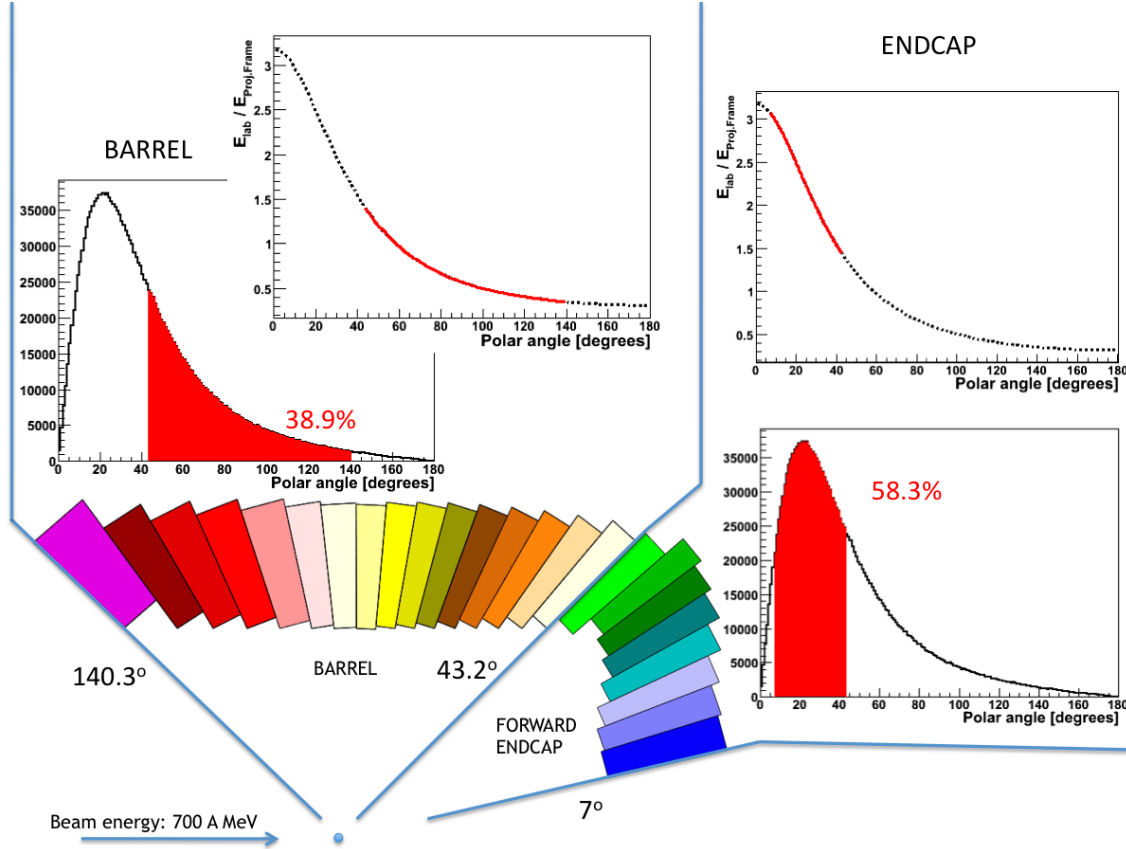 BARREL
E_lab / E_Proj.Frame
3
2.5
2
1.5
1
0.5
0 20 40 60 80 100 120 140 160 180
Polar angle [degrees]
35000
30000
25000
20000
15000
10000
5000
0
38.9%
0 20 40 60 80 100 120 140 160 180
Polar angle [degrees]
ENDCAP
E_lab / E_Proj.Frame
3
2.5
2
1.5
1
0.5
0 20 40 60 80 100 120 140 160 180
Polar angle [degrees]
35000
30000
25000
20000
15000
10000
5000
0
58.3%
0 20 40 60 80 100 120 140 160 180
Polar angle [degrees]
140.3º
BARREL
43.2º
FORWARD
ENDCAP
7º
Beam energy: 700 A MeV